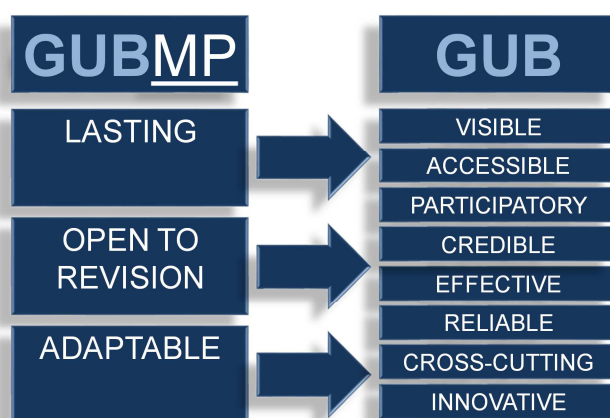 GUBMP
LASTING
OPEN TO
REVISION
ADAPTABLE
GUB
VISIBLE
ACCESSIBLE
PARTICIPATORY
CREDIBLE
EFFECTIVE
RELIABLE
CROSS-CUTTING
INNOVATIVE